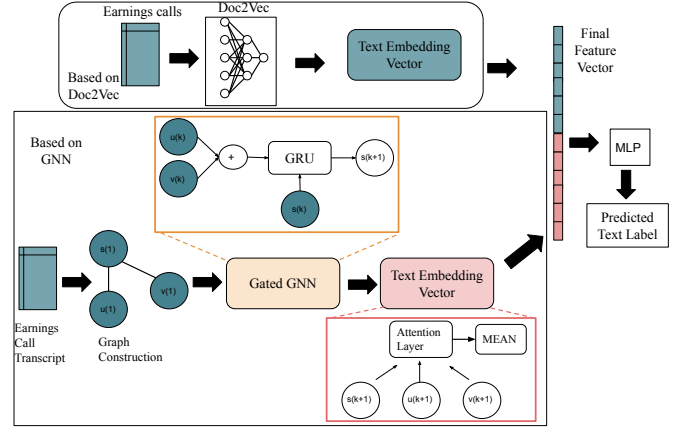 Earnings calls
Doc2Vec
Based on
Doc2Vec
Text Embedding
Vector
Final
Feature
Vector
MLP
Predicted
Text Label
Based on
GNN
u(k)
v(k)
+
GRU
s(k+1)
s(k)
s(1)
u(1)
v(1)
Gated GNN
Text Embedding
Vector
Earnings
Call
Transcript
Graph
Construction
Attention
Layer
MEAN
s(k+1)
u(k+1)
v(k+1)